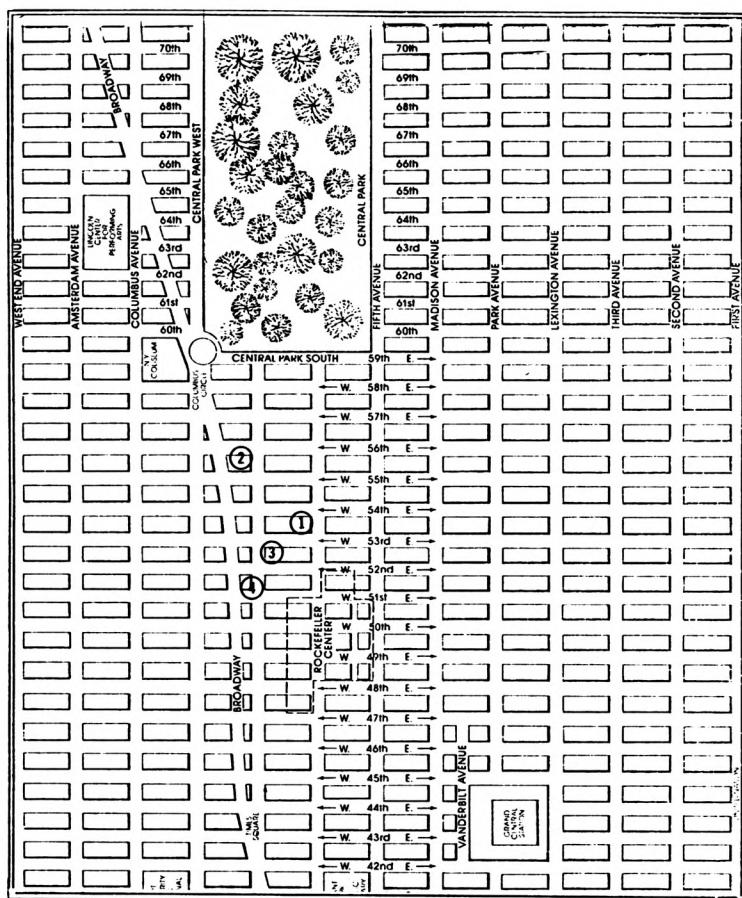 70th
70th
69th
69th
68th
68th
67th
67th
66th
66th
65th
65th
64th
64th
63rd
63rd
62nd
62nd
61st
61st
60th
60th
BROADWAY
CENTRAL PARK WEST
CENTRAL PARK
LINCOLN
CENTER
FOR
PERFORMING
ARTS
WEST END AVENUE
AMSTERDAM AVENUE
COLUMBUS AVENUE
FIFTH AVENUE
MADISON AVENUE
PARK AVENUE
LEXINGTON AVENUE
THIRD AVENUE
SECOND AVENUE
FIRST AVENUE
N.Y.
COLISEUM
COLUMBUS
CIRCLE
CENTRAL PARK SOUTH
59th E.
W. 58th E.
W. 57th E.
W 56th E.
W. 55th E.
W. 54th E.
W. 53rd E.
W 52nd E.
W. 51st E.
W 50th E.
W 49th E.
W. 48th E.
W. 47th E.
W. 46th E.
W. 45th E.
W. 44th E.
W. 43rd E.
W. 42nd E.
2
1
3
4
ROCKEFELLER
CENTER
BROADWAY
SQUARE
VANDERBILT AVENUE
GRAND
CENTRAL
STATION